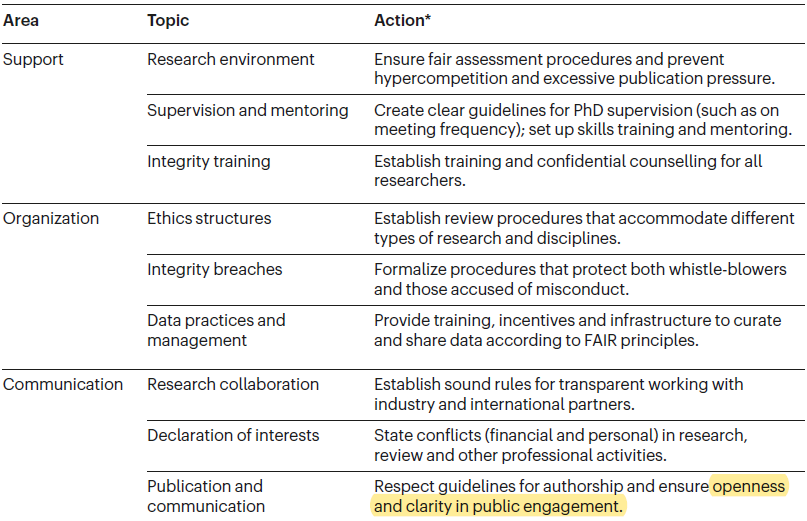 Area Topic Action*
Support Research environment Ensure fair assessment procedures and prevent
hypercompetition and excessive publication pressure.
Supervision and mentoring Create clear guidelines for PhD supervision (such as on
meeting frequency); set up skills training and mentoring.
Integrity training Establish training and confidential counselling for all
researchers.
Organization Ethics structures Establish review procedures that accommodate different
types of research and disciplines.
Integrity breaches Formalize procedures that protect both whistle-blowers
and those accused of misconduct.
Data practices and Provide training, incentives and infrastructure to curate
management and share data according to FAIR principles.
Communication Research collaboration Establish sound rules for transparent working with
industry and international partners.
Declaration of interests State conflicts (financial and personal) in research,
review and other professional activities.
Publication and Respect guidelines for authorship and ensure openness
communication and clarity in public engagement.